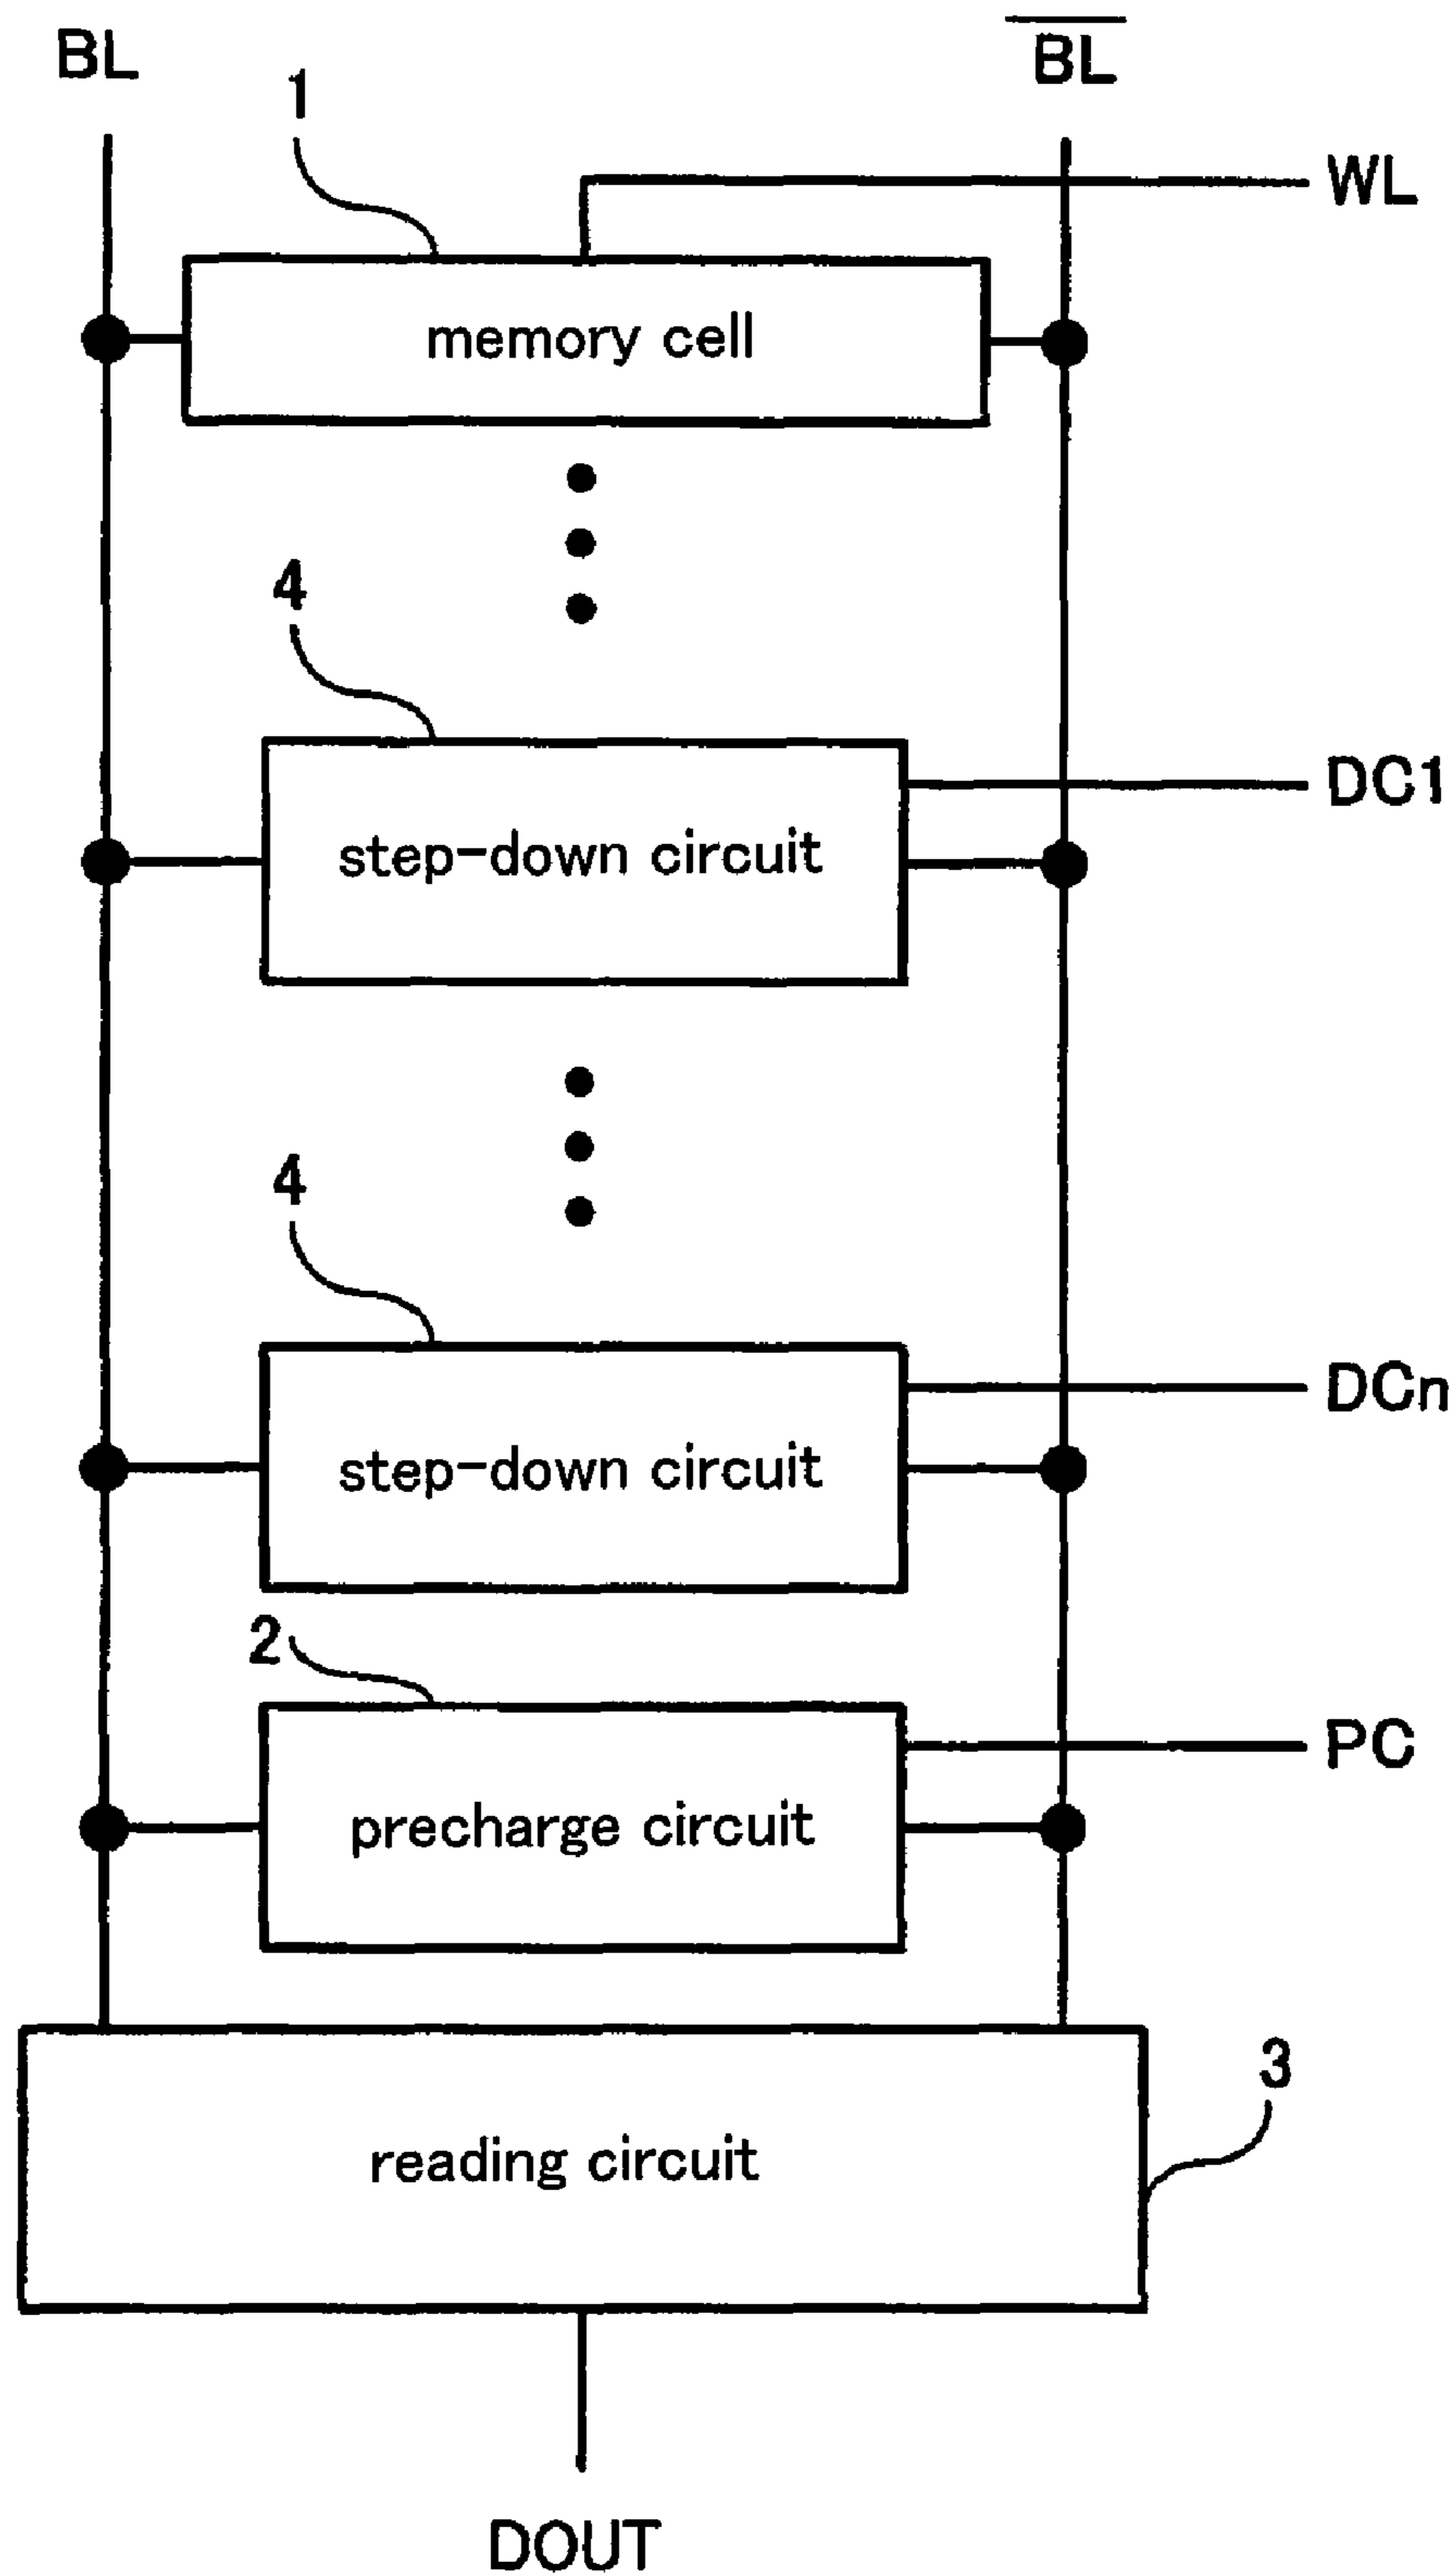 BL
B̅L̅
1
WL
memory cell
4
DC1
step-down circuit
4
DCn
step-down circuit
2
PC
precharge circuit
3
reading circuit
DOUT